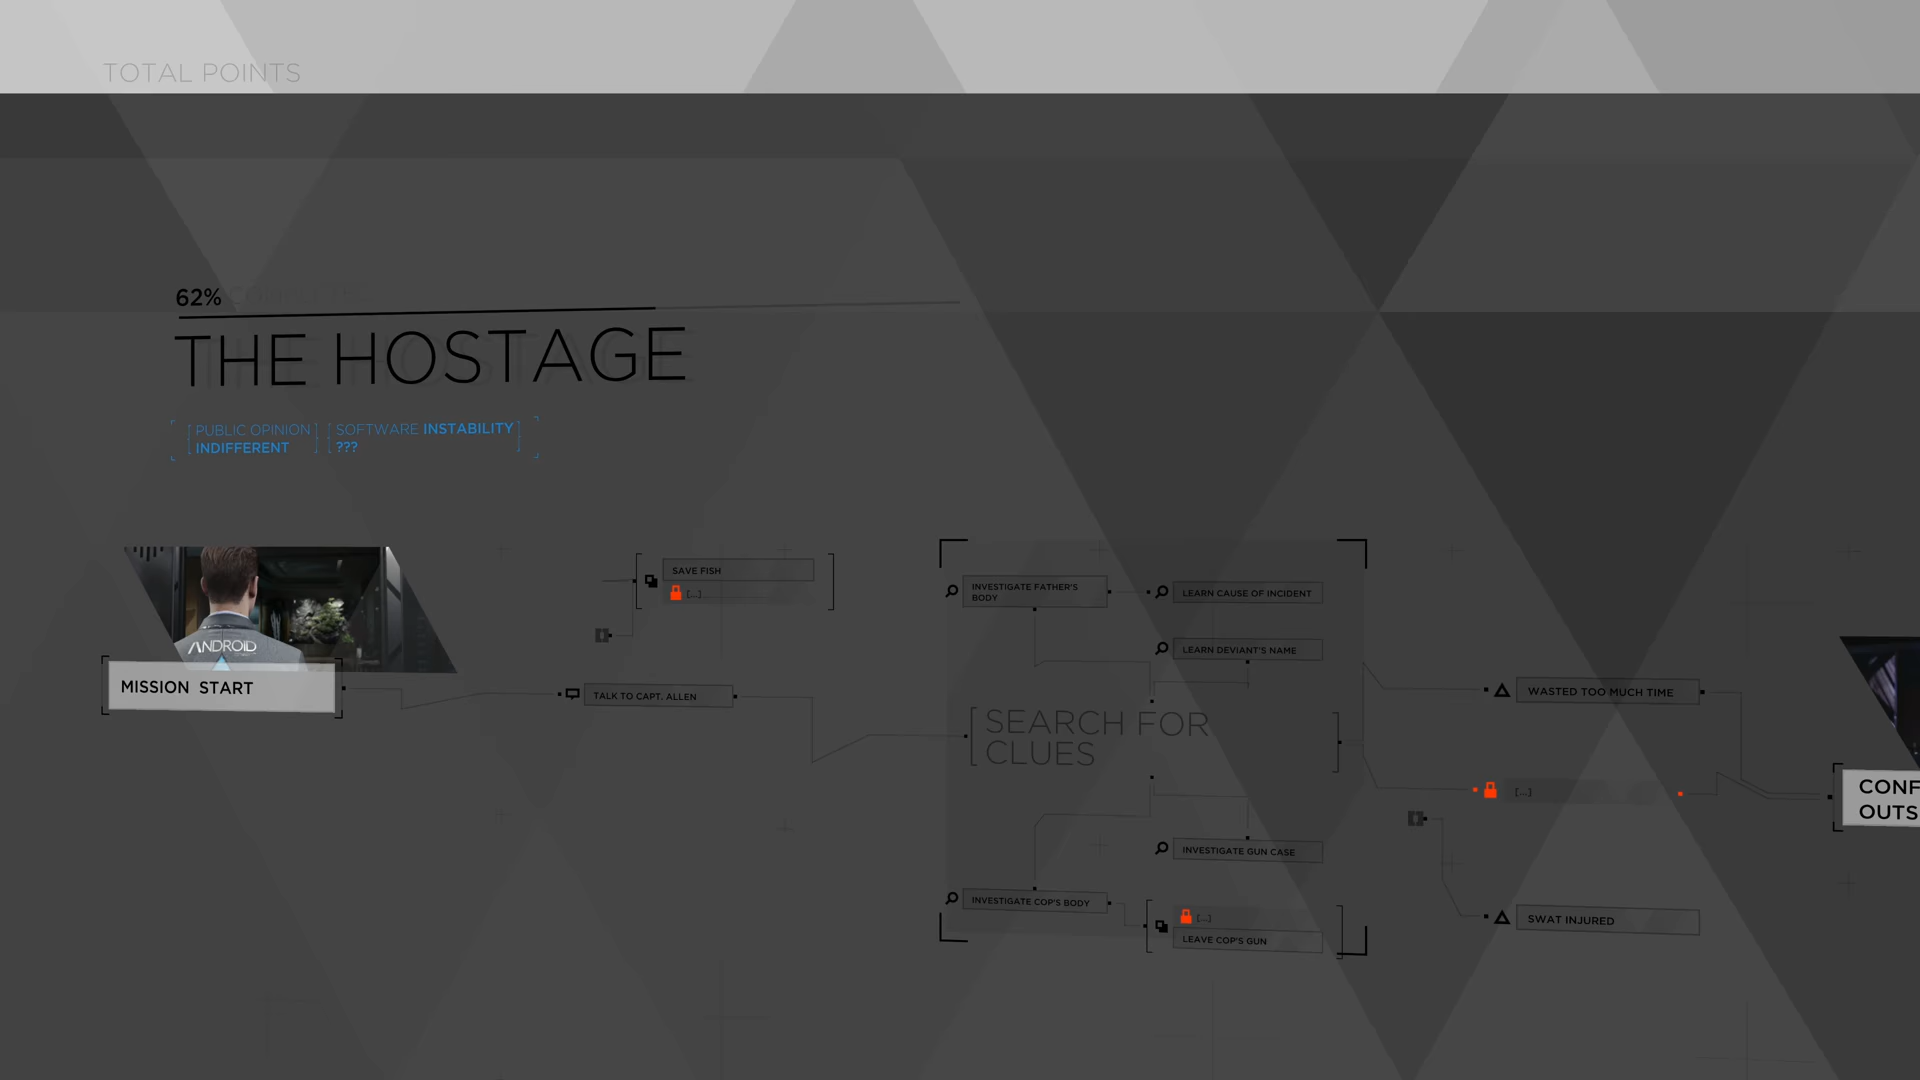 TOTAL POINTS
62% COMPLETED
THE HOSTAGE
PUBLIC OPINION
INDIFFERENT
SOFTWARE INSTABILITY
???
ANDROID
MISSION START
SAVE FISH
[...]
TALK TO CAPT. ALLEN
INVESTIGATE FATHER'S
BODY
LEARN CAUSE OF INCIDENT
LEARN DEVIANT'S NAME
SEARCH FOR
CLUES
INVESTIGATE GUN CASE
INVESTIGATE COP'S BODY
[...]
LEAVE COP'S GUN
WASTED TOO MUCH TIME
[...]
SWAT INJURED
CONF
OUTS